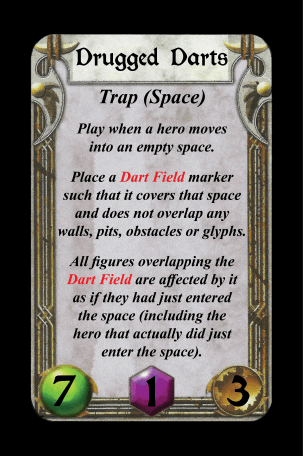 Drugged Darts
Trap (Space)
Play when a hero moves
into an empty space.
Place a Dart Field marker
such that it covers that space
and does not overlap any
walls, pits, obstacles or glyphs.
All figures overlapping the
Dart Field are affected by it
as if they had just entered
the space (including the
hero that actually did just
enter the space).
7 1 3